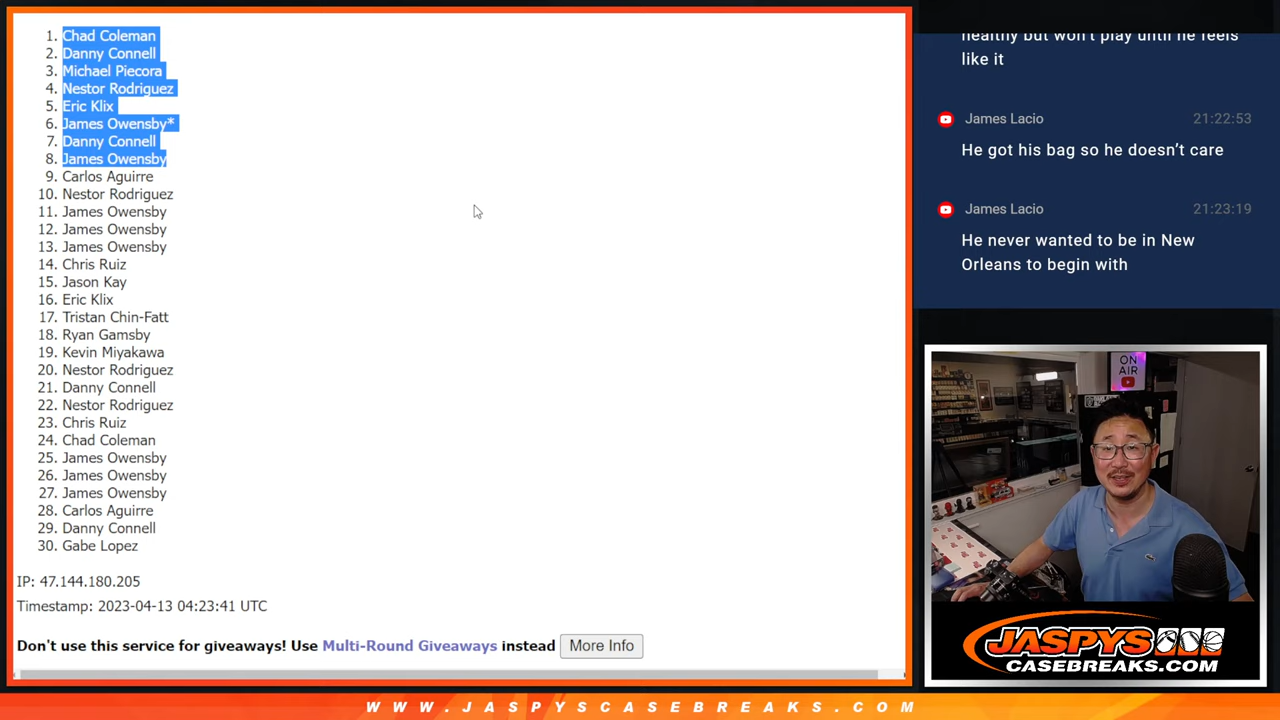 1. Chad Coleman
2. Danny Connell
3. Michael Piecora
4. Nestor Rodriguez
5. Eric Klix
6. James Owensby*
7. Danny Connell
8. James Owensby
9. Carlos Aguirre
10. Nestor Rodriguez
11. James Owensby
12. James Owensby
13. James Owensby
14. Chris Ruiz
15. Jason Kay
16. Eric Klix
17. Tristan Chin-Fatt
18. Ryan Gamsby
19. Kevin Miyakawa
20. Nestor Rodriguez
21. Danny Connell
22. Nestor Rodriguez
23. Chris Ruiz
24. Chad Coleman
25. James Owensby
26. James Owensby
27. James Owensby
28. Carlos Aguirre
29. Danny Connell
30. Gabe Lopez
IP: 47.144.180.205
Timestamp: 2023-04-13 04:23:41 UTC
Don't use this service for giveaways! Use Multi-Round Giveaways instead More Info
healthy but won't play until he feels
like it
James Lacio 21:22:53
He got his bag so he doesn't care
James Lacio 21:23:19
He never wanted to be in New
Orleans to begin with
ON
AIR
JASPYS
CASEBREAKS.COM
WWW.JASPYSCASEBREAKS.COM